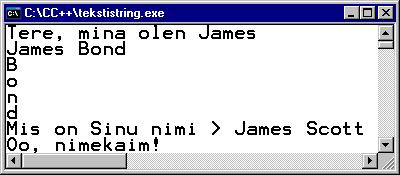 C:\CC++\tekstistring.exe
Tere, mina olen James
James Bond
B
o
n
d
Mis on Sinu nimi > James Scott
Oo, nimekaim!